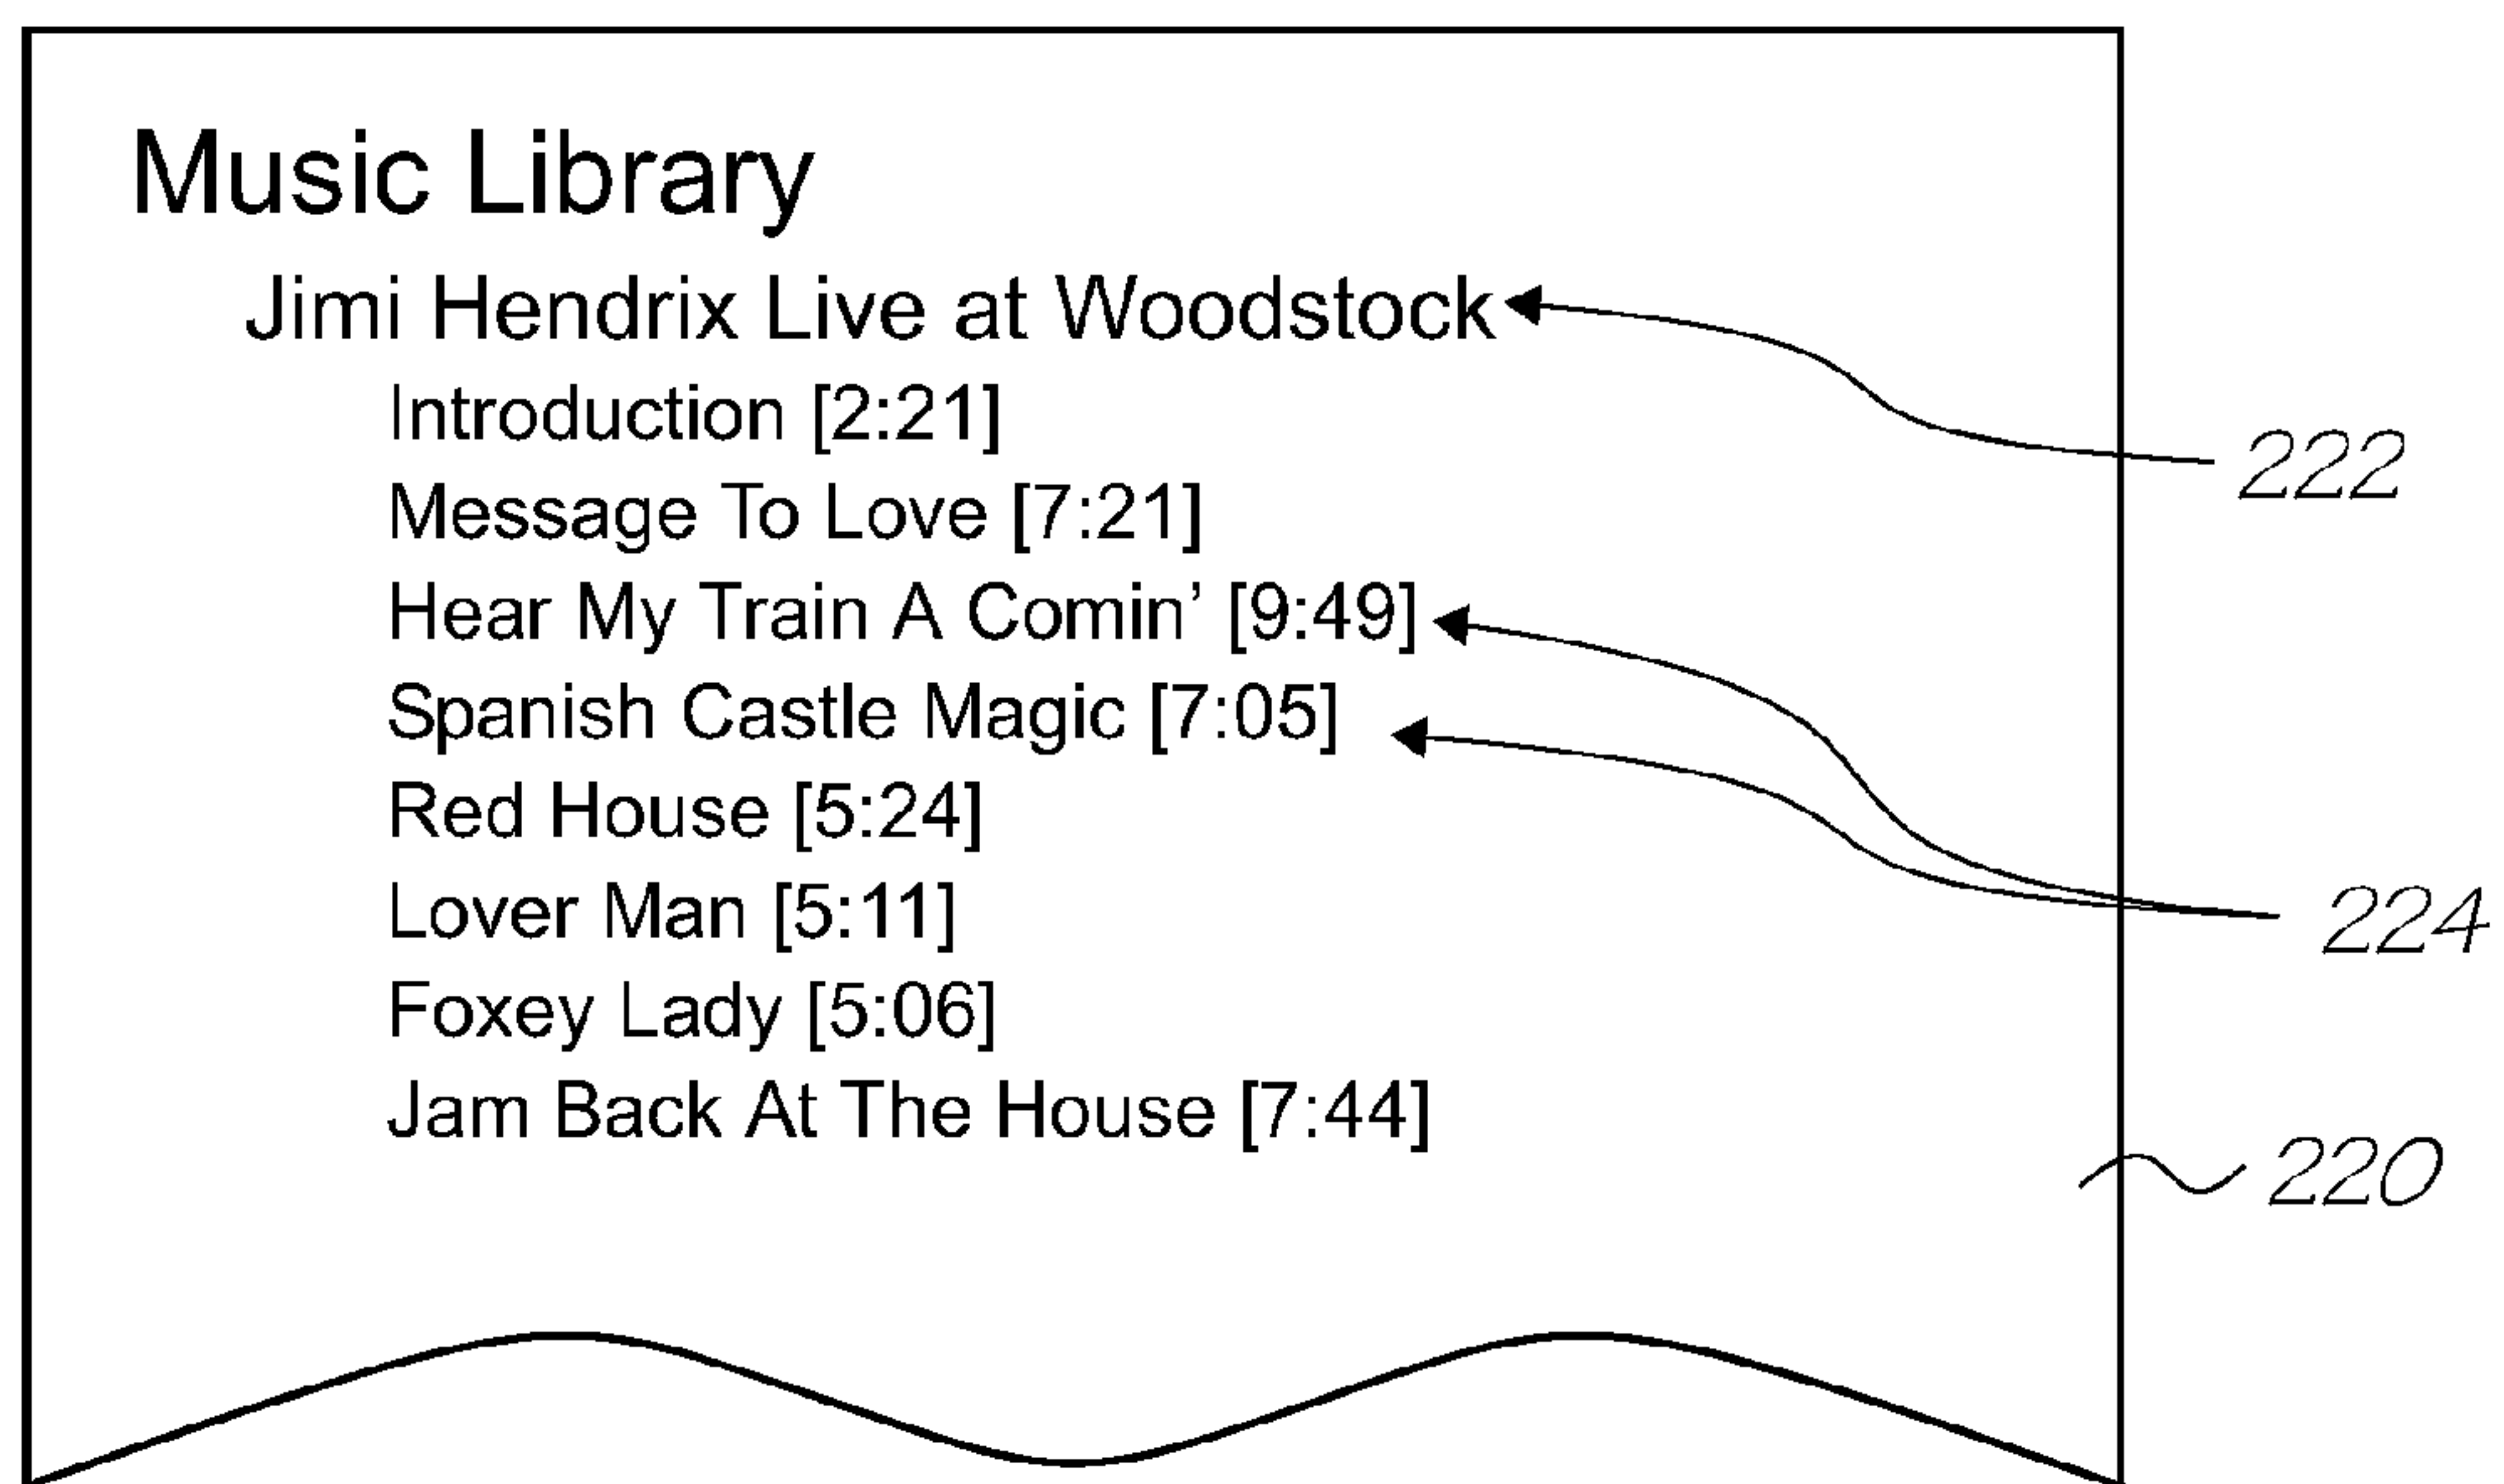 Music Library
Jimi Hendrix Live at Woodstock
Introduction [2:21]
222
Message To Love [7:21]
Hear My Train A Comin’ [9:49]
Spanish Castle Magic [7:05]
Red House [5:24]
Lover Man [5:11]
224
Foxey Lady [5:06]
Jam Back At The House [7:44]
220